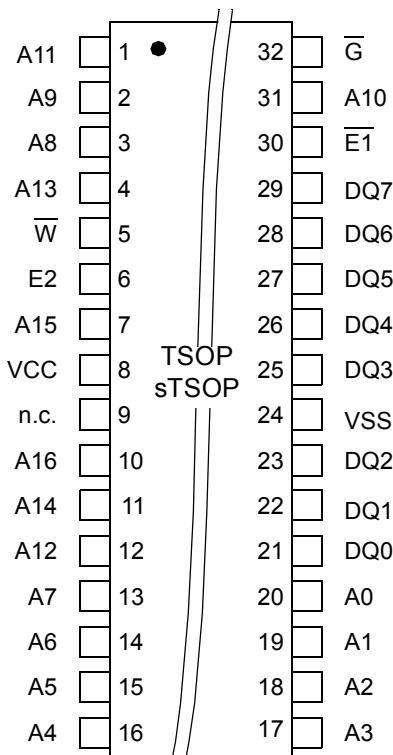 A11 1 32 G̅
A9 2 31 A10
A8 3 30 E̅1̅
A13 4 29 DQ7
W̅ 5 28 DQ6
E2 6 27 DQ5
A15 7 26 DQ4
TSOP
VCC 8 25 DQ3
sTSOP
n.c. 9 24 VSS
A16 10 23 DQ2
A14 11 22 DQ1
A12 12 21 DQ0
A7 13 20 A0
A6 14 19 A1
A5 15 18 A2
A4 16 17 A3